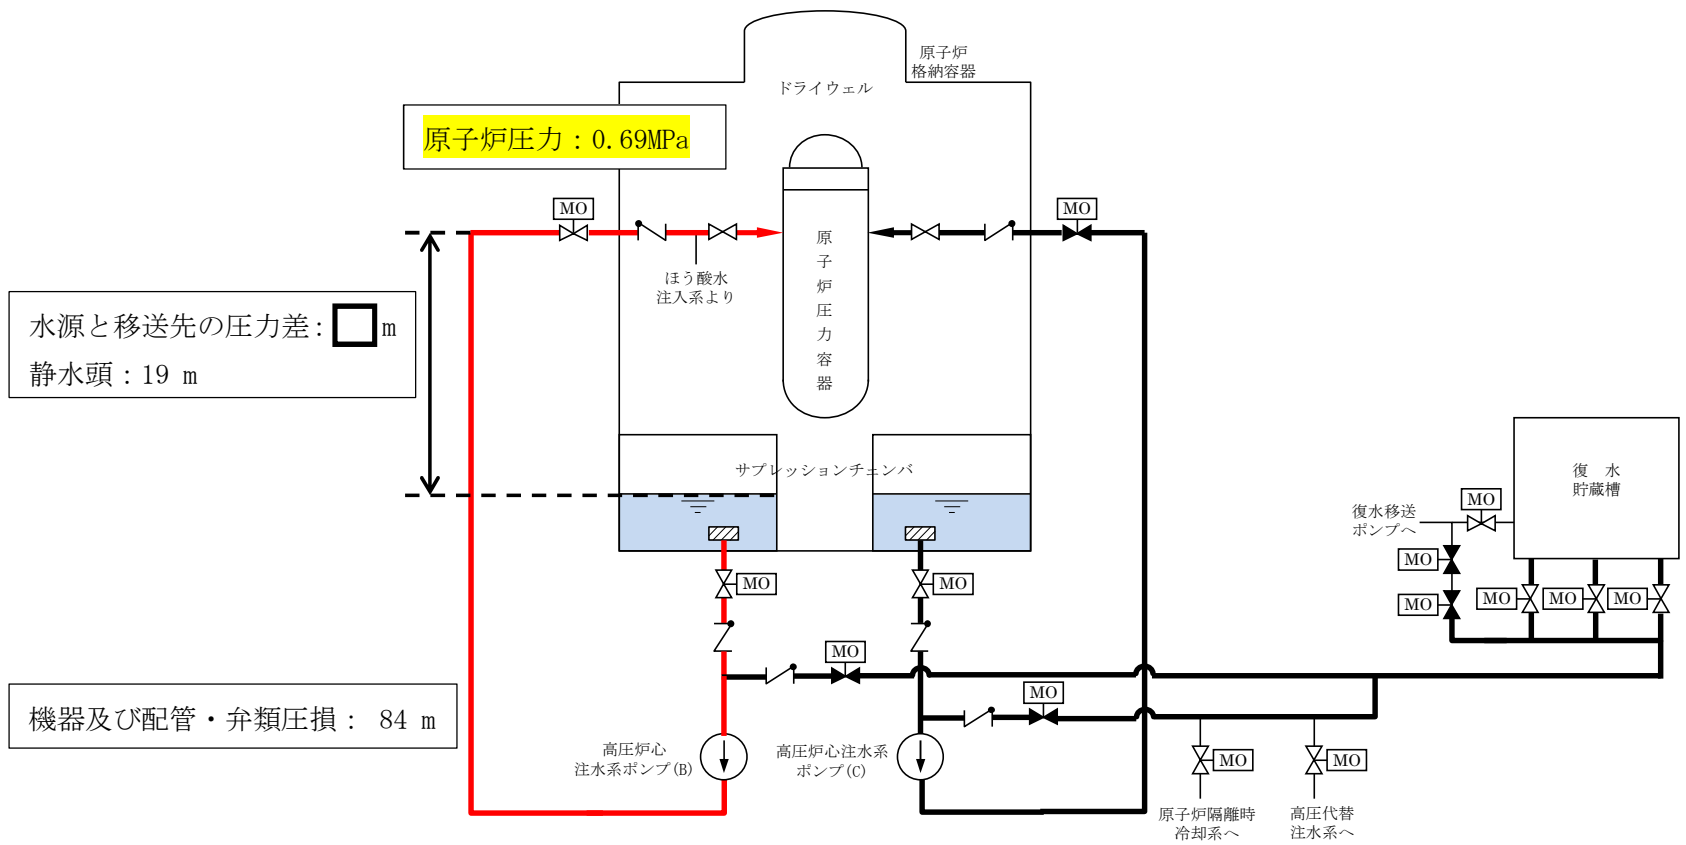 原子炉
格納容器
ドライウェル
原子炉圧力：0.69MPa
MO
MO
原子炉圧力容器
ほう酸水
注入系より
水源と移送先の圧力差： m
静水頭：19 m
サプレッションチェンバ
復 水
貯蔵槽
MO
復水移送
ポンプへ
MO
MO
MO
MO
MO
MO
MO
MO
MO
MO
機器及び配管・弁類圧損： 84 m
高圧炉心
注水系ポンプ(B)
高圧炉心注水系
ポンプ(C)
MO
MO
原子炉隔離時
冷却系へ
高圧代替
注水系へ